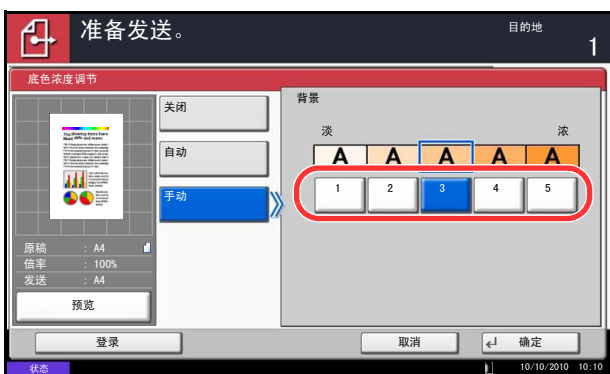 准备发送。
目的地
1
底色浓度调节
关闭
自动
手动
背景
淡 浓
A A A A A
1 2 3 4 5
原稿 : A4
倍率 : 100%
发送 : A4
预览
登录
取消
确定
状态
10/10/2010 10:10